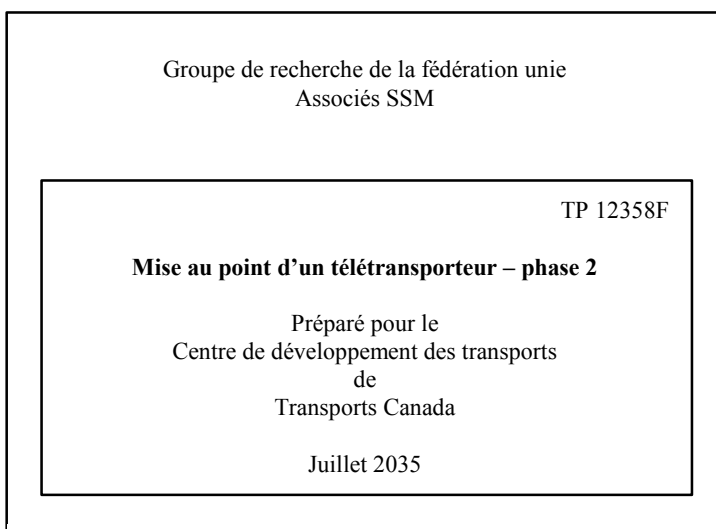 Groupe de recherche de la fédération unie
Associés SSM
TP 12358F
Mise au point d’un télétransporteur – phase 2
Préparé pour le
Centre de développement des transports
de
Transports Canada
Juillet 2035